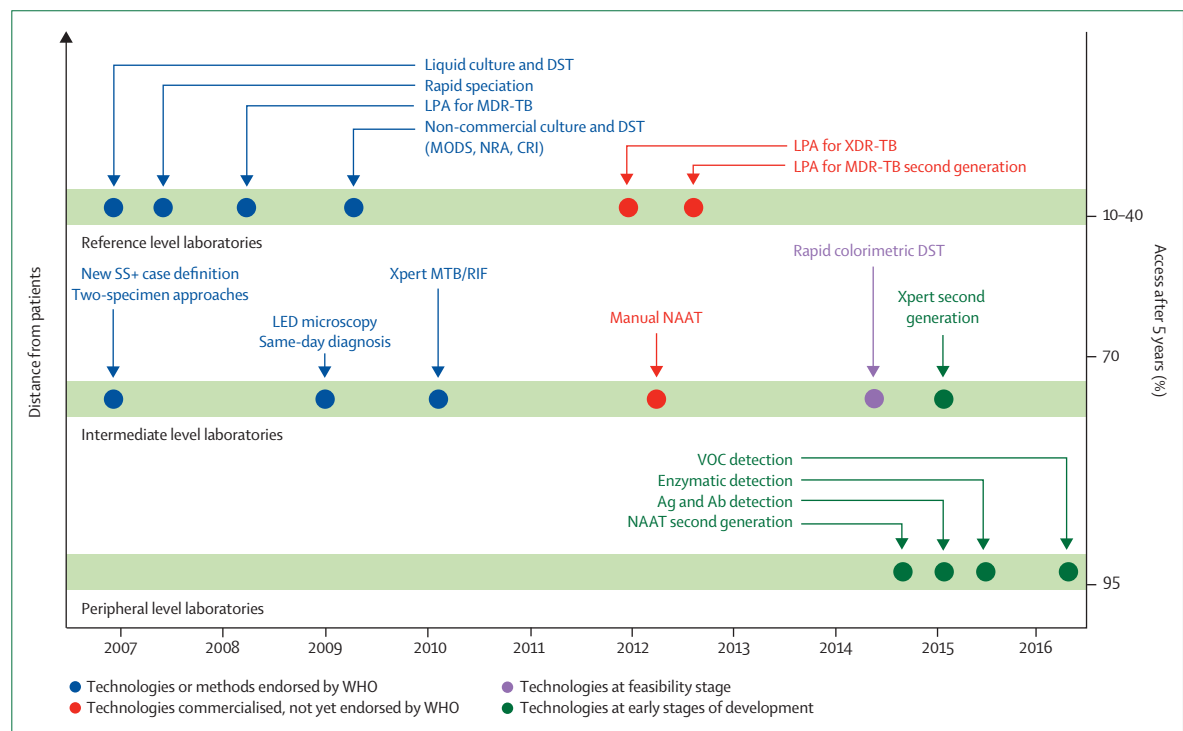 Liquid culture and DST
Rapid speciation
LPA for MDR-TB
Non-commercial culture and DST
(MODS, NRA, CRI)
LPA for XDR-TB
LPA for MDR-TB second generation
10–40
Reference level laboratories
New SS+ case definition
Two-specimen approaches
LED microscopy
Same-day diagnosis
Xpert MTB/RIF
Manual NAAT
Rapid colorimetric DST
Xpert second
generation
70
Intermediate level laboratories
VOC detection
Enzymatic detection
Ag and Ab detection
NAAT second generation
95
Peripheral level laboratories
Distance from patients
Access after 5 years (%)
2007 2008 2009 2010 2011 2012 2013 2014 2015 2016
Technologies or methods endorsed by WHO
Technologies commercialised, not yet endorsed by WHO
Technologies at feasibility stage
Technologies at early stages of development